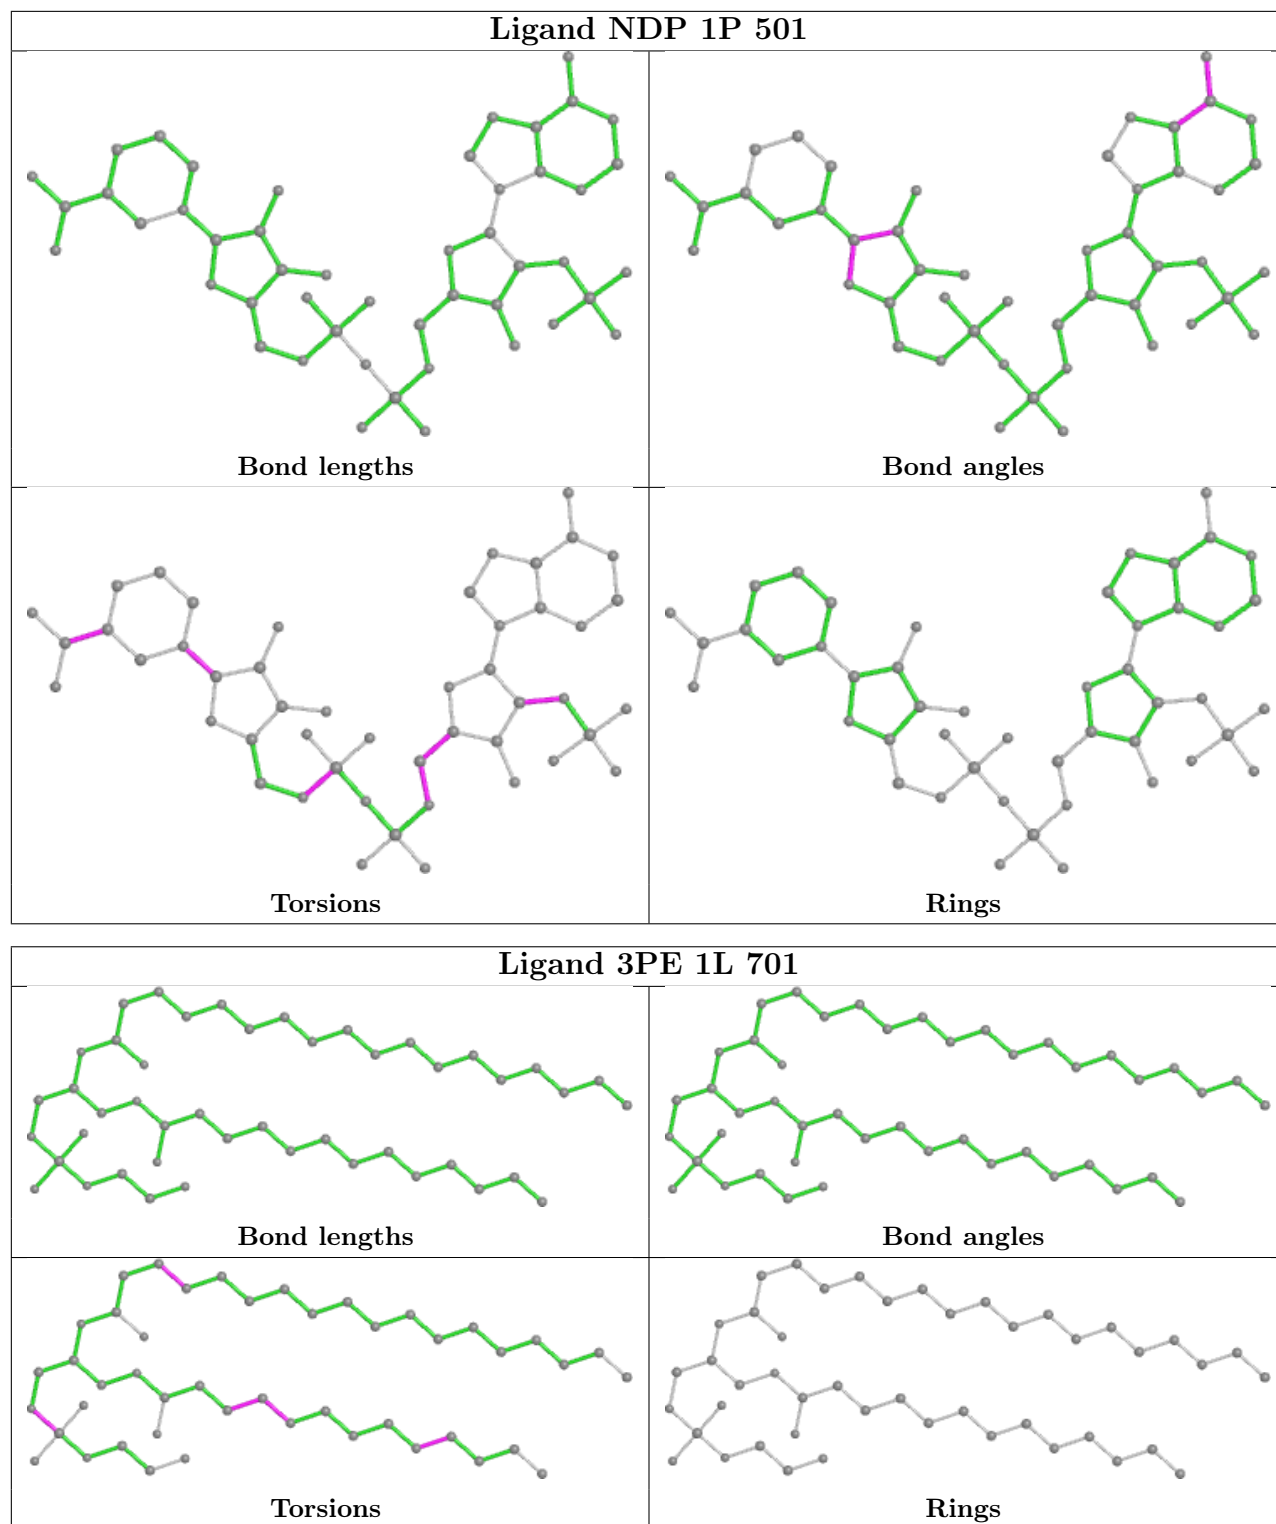 Ligand NDP 1P 501
Bond lengths
Bond angles
Torsions
Rings
Ligand 3PE 1L 701
Bond lengths
Bond angles
Torsions
Rings